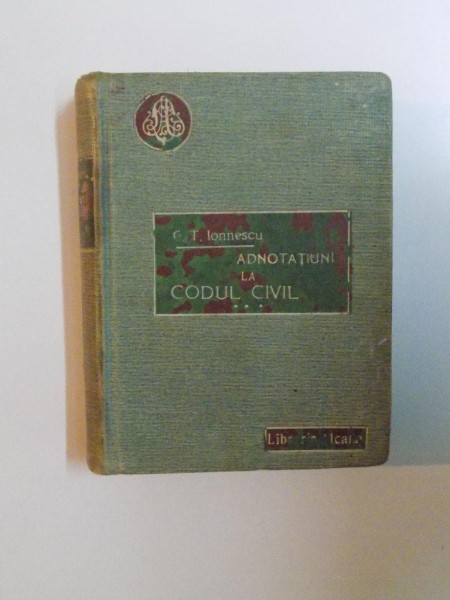 C. T. Ionnescu
ADNOTAȚIUNI
LA
CODUL CIVIL
* * *